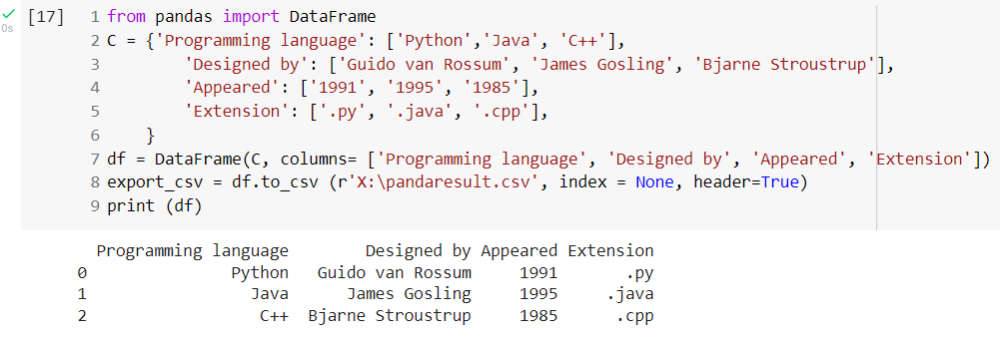 [17] 1 from pandas import DataFrame
0s 2 C = {'Programming language': ['Python','Java', 'C++'],
3         'Designed by': ['Guido van Rossum', 'James Gosling', 'Bjarne Stroustrup'],
4         'Appeared': ['1991', '1995', '1985'],
5         'Extension': ['.py', '.java', '.cpp'],
6     }
7 df = DataFrame(C, columns= ['Programming language', 'Designed by', 'Appeared', 'Extension'])
8 export_csv = df.to_csv (r'X:\pandaresult.csv', index = None, header=True)
9 print (df)
Programming language Designed by Appeared Extension
0 Python Guido van Rossum 1991 .py
1 Java James Gosling 1995 .java
2 C++ Bjarne Stroustrup 1985 .cpp